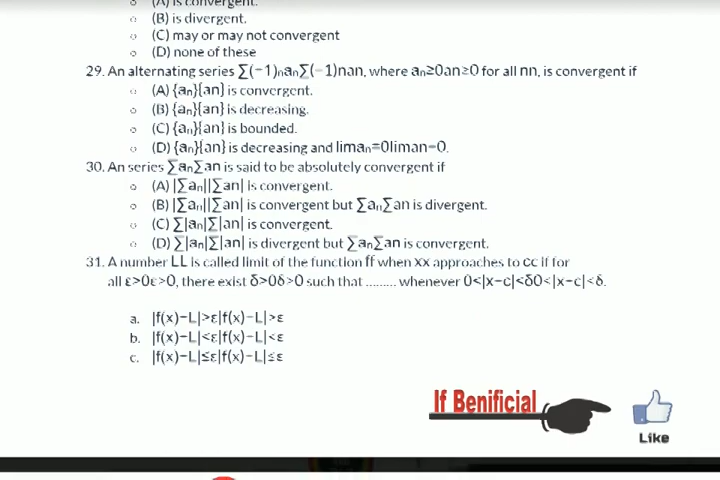 (A) is convergent.
(B) is divergent.
(C) may or may not convergent
(D) none of these
29. An alternating series ∑(−1)ₙaₙ∑(−1)nan, where aₙ≥0an≥0 for all nn, is convergent if
(A) {aₙ}{an} is convergent.
(B) {aₙ}{an} is decreasing.
(C) {aₙ}{an} is bounded.
(D) {aₙ}{an} is decreasing and limaₙ=0liman=0.
30. An series ∑aₙ∑an is said to be absolutely convergent if
(A) |∑aₙ||∑an| is convergent.
(B) |∑aₙ||∑an| is convergent but ∑aₙ∑an is divergent.
(C) ∑|aₙ|∑|an| is convergent.
(D) ∑|aₙ|∑|an| is divergent but ∑aₙ∑an is convergent.
31. A number LL is called limit of the function ff when xx approaches to cc if for
all ε>0ε>0, there exist δ>0δ>0 such that ......... whenever 0<|x−c|<δ0<|x−c|<δ.
a. |f(x)−L|>ε|f(x)−L|>ε
b. |f(x)−L|<ε|f(x)−L|<ε
c. |f(x)−L|≤ε|f(x)−L|≤ε
If Benificial
Like